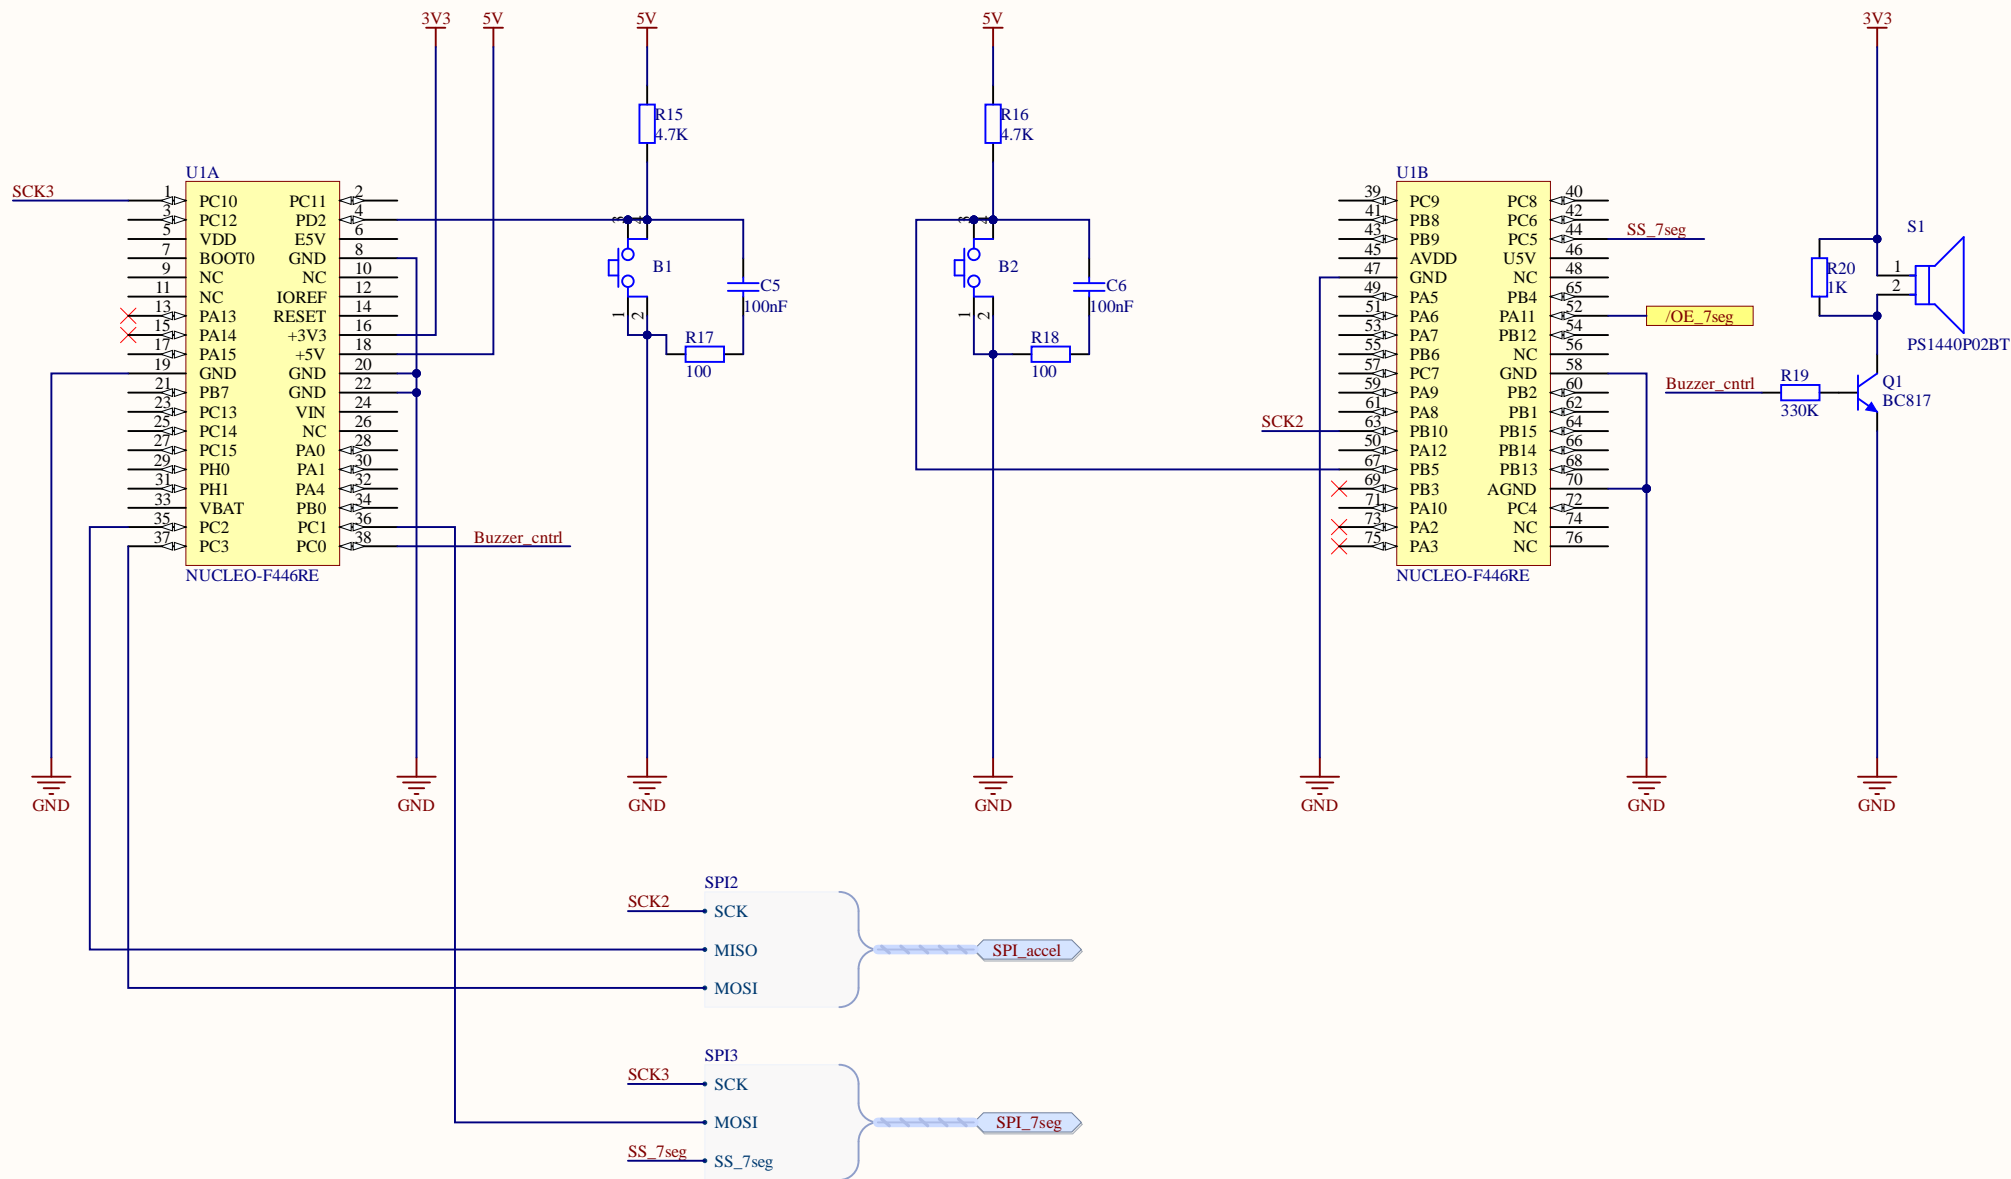 3V3
5V
5V
5V
3V3
R15
4.7K
R16
4.7K
U1A
SCK3
1 PC10 PC11 2
3 PC12 PD2 4
5 VDD E5V 6
7 BOOT0 GND 8
9 NC NC 10
11 NC IOREF 12
13 PA13 RESET 14
15 PA14 +3V3 16
17 PA15 +5V 18
19 GND GND 20
21 PB7 GND 22
23 PC13 VIN 24
25 PC14 NC 26
27 PC15 PA0 28
29 PH0 PA1 30
31 PH1 PA4 32
33 VBAT PB0 34
35 PC2 PC1 36
37 PC3 PC0 38
NUCLEO-F446RE
Buzzer_cntrl
3 4
B1
1 2
C5
100nF
R17
100
3 4
B2
1 2
C6
100nF
R18
100
U1B
39 PC9 PC8 40
41 PB8 PC6 42
43 PB9 PC5 44
45 AVDD U5V 46
47 GND NC 48
49 PA5 PB4 65
51 PA6 PA11 52
53 PA7 PB12 54
55 PB6 NC 56
57 PC7 GND 58
59 PA9 PB2 60
61 PA8 PB1 62
63 PB10 PB15 64
50 PA12 PB14 66
67 PB5 PB13 68
69 PB3 AGND 70
71 PA10 PC4 72
73 PA2 NC 74
75 PA3 NC 76
NUCLEO-F446RE
SCK2
SS_7seg
/OE_7seg
S1
R20
1K
1
2
PS1440P02BT
Buzzer_cntrl
R19
330K
Q1
BC817
GND
GND
GND
GND
GND
GND
GND
SPI2
SCK2
SCK
MISO
MOSI
SPI_accel
SPI3
SCK3
SCK
MOSI
SS_7seg
SS_7seg
SPI_7seg